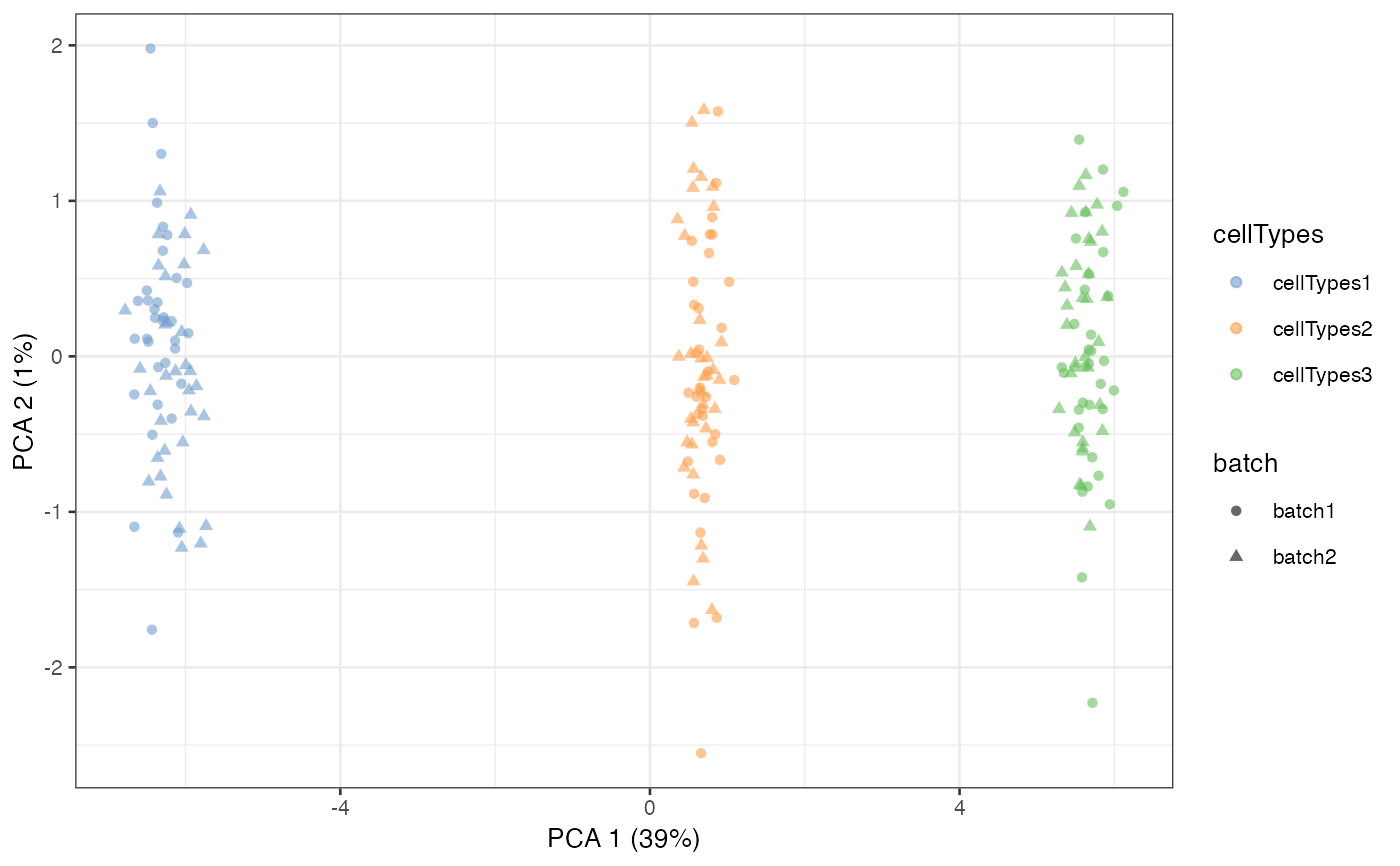 2
1
0
-1
-2
PCA 2 (1%)
-4
0
4
PCA 1 (39%)
cellTypes
cellTypes1
cellTypes2
cellTypes3
batch
batch1
batch2